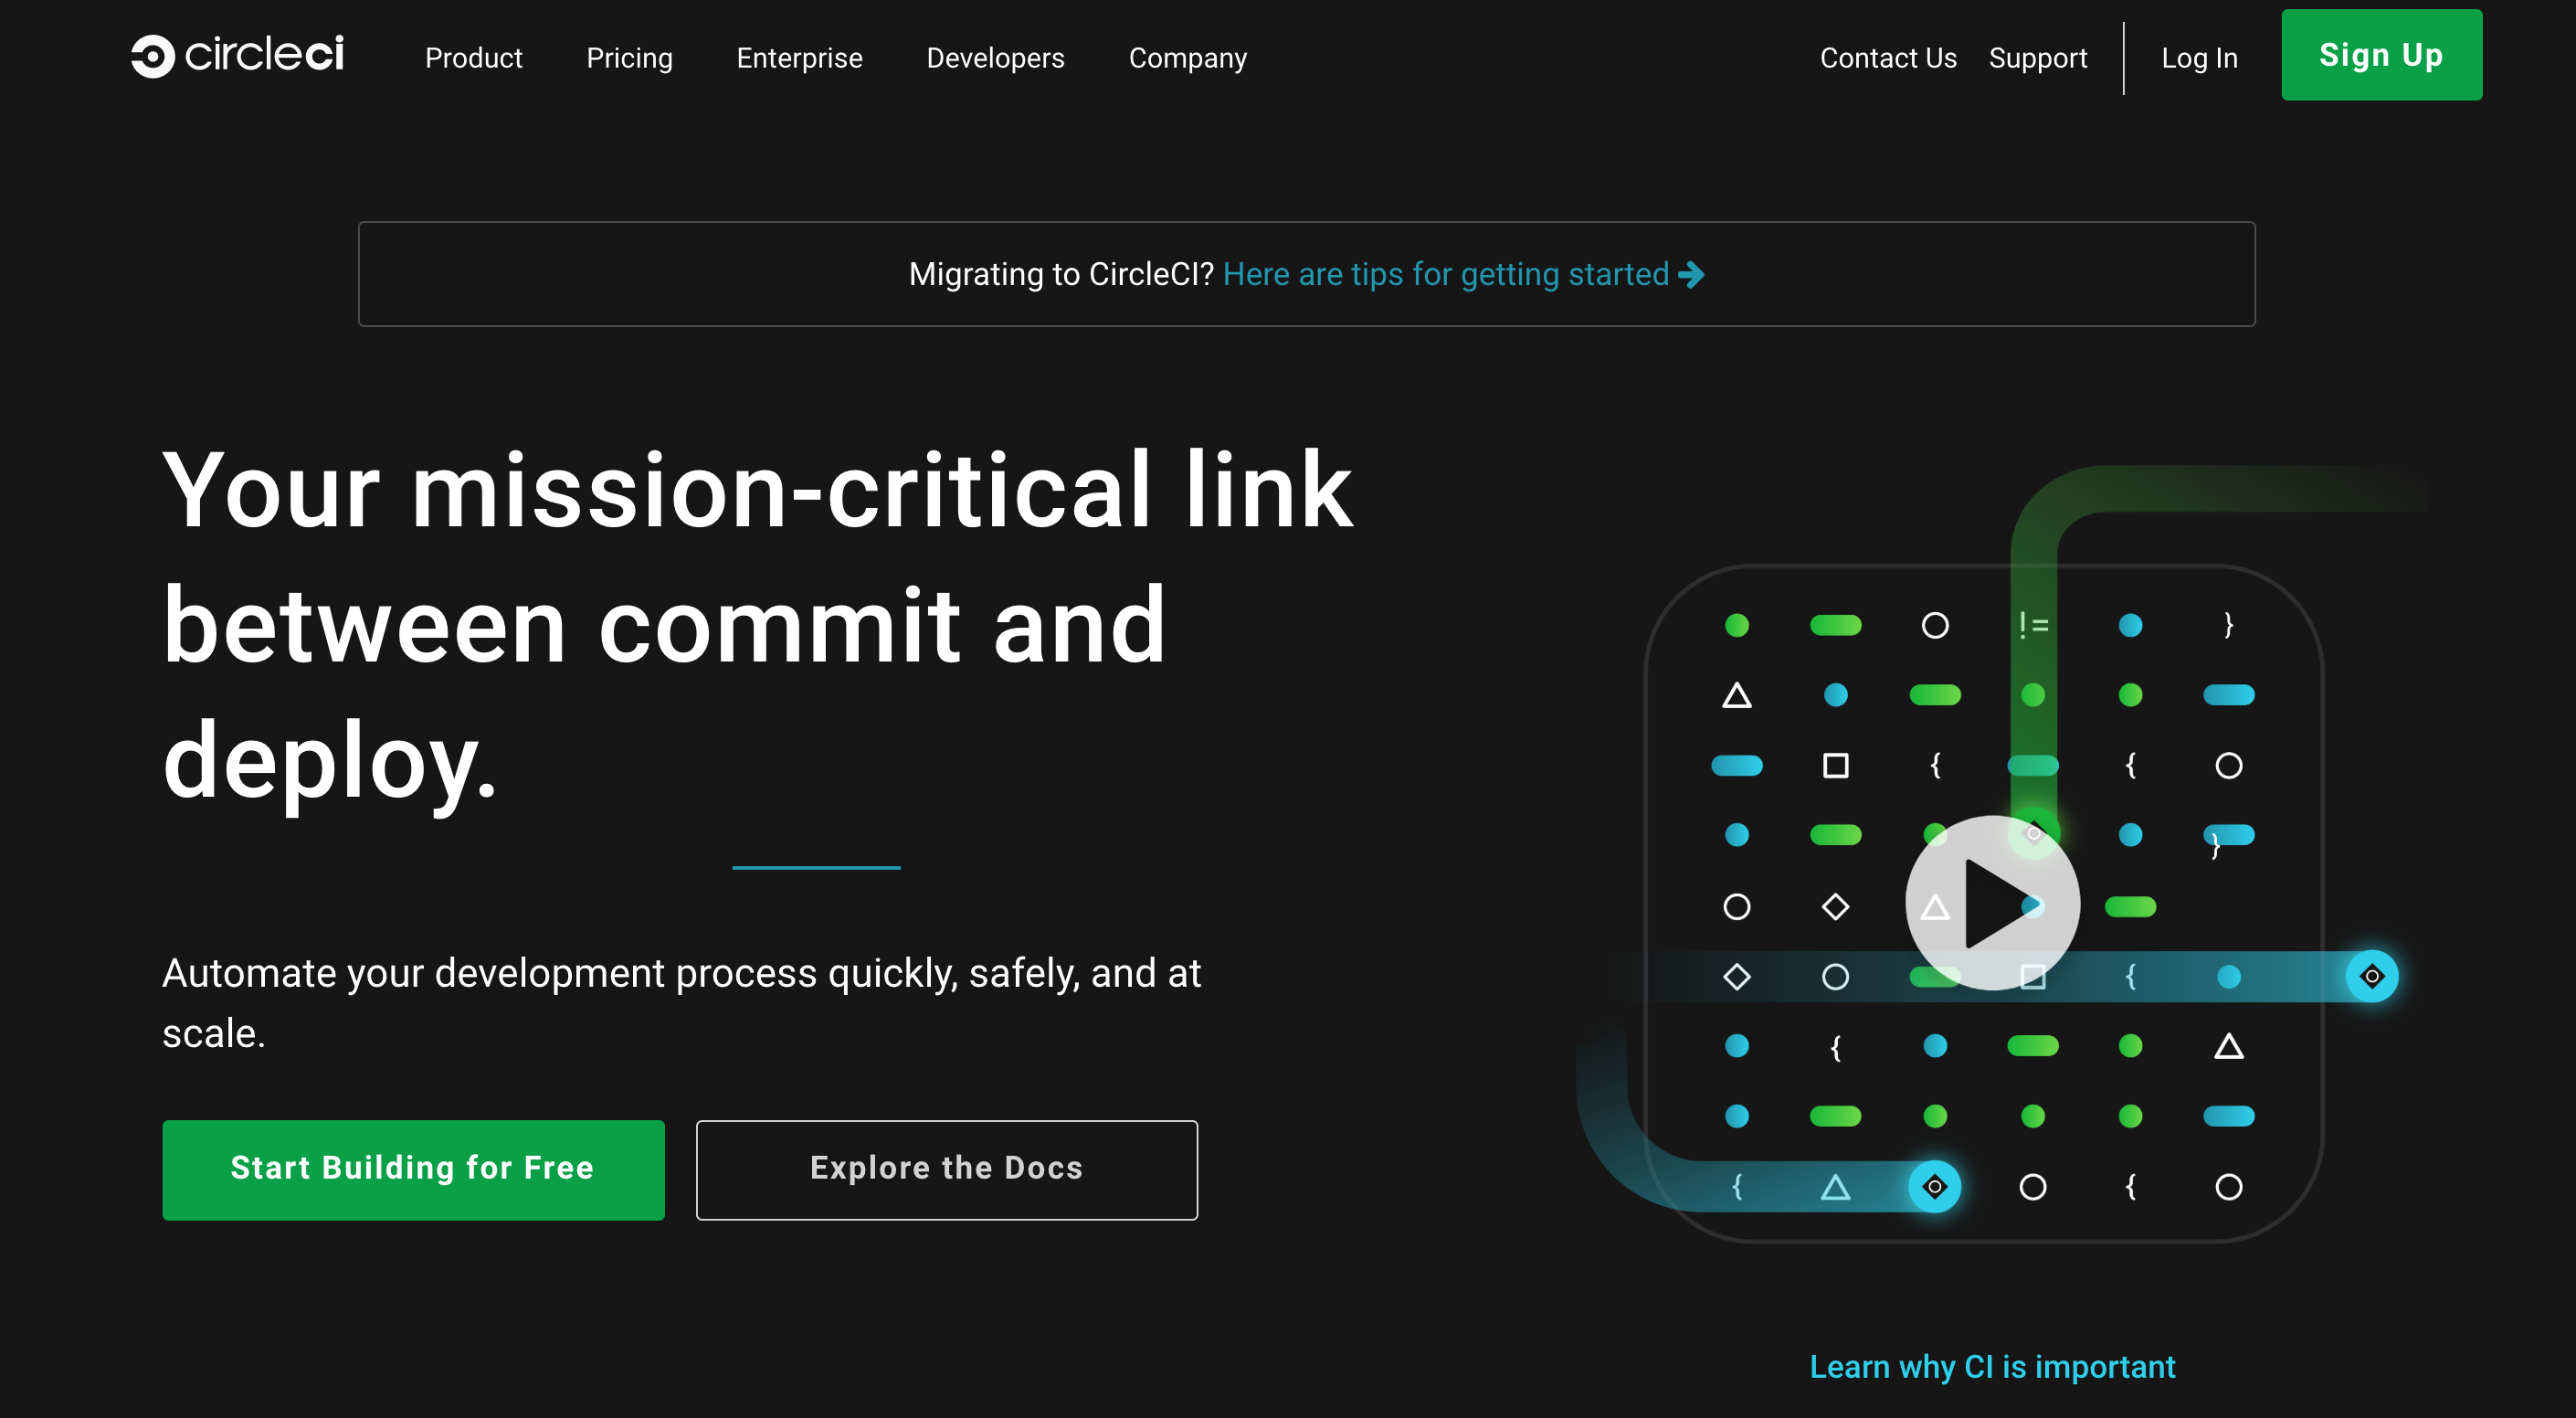 circleci Product Pricing Enterprise Developers Company Contact Us Support Log In Sign Up
Migrating to CircleCI? Here are tips for getting started
Your mission-critical link
between commit and
deploy.
Automate your development process quickly, safely, and at
scale.
Start Building for Free Explore the Docs
!= }
{ {
}
{
{
{ {
Learn why CI is important